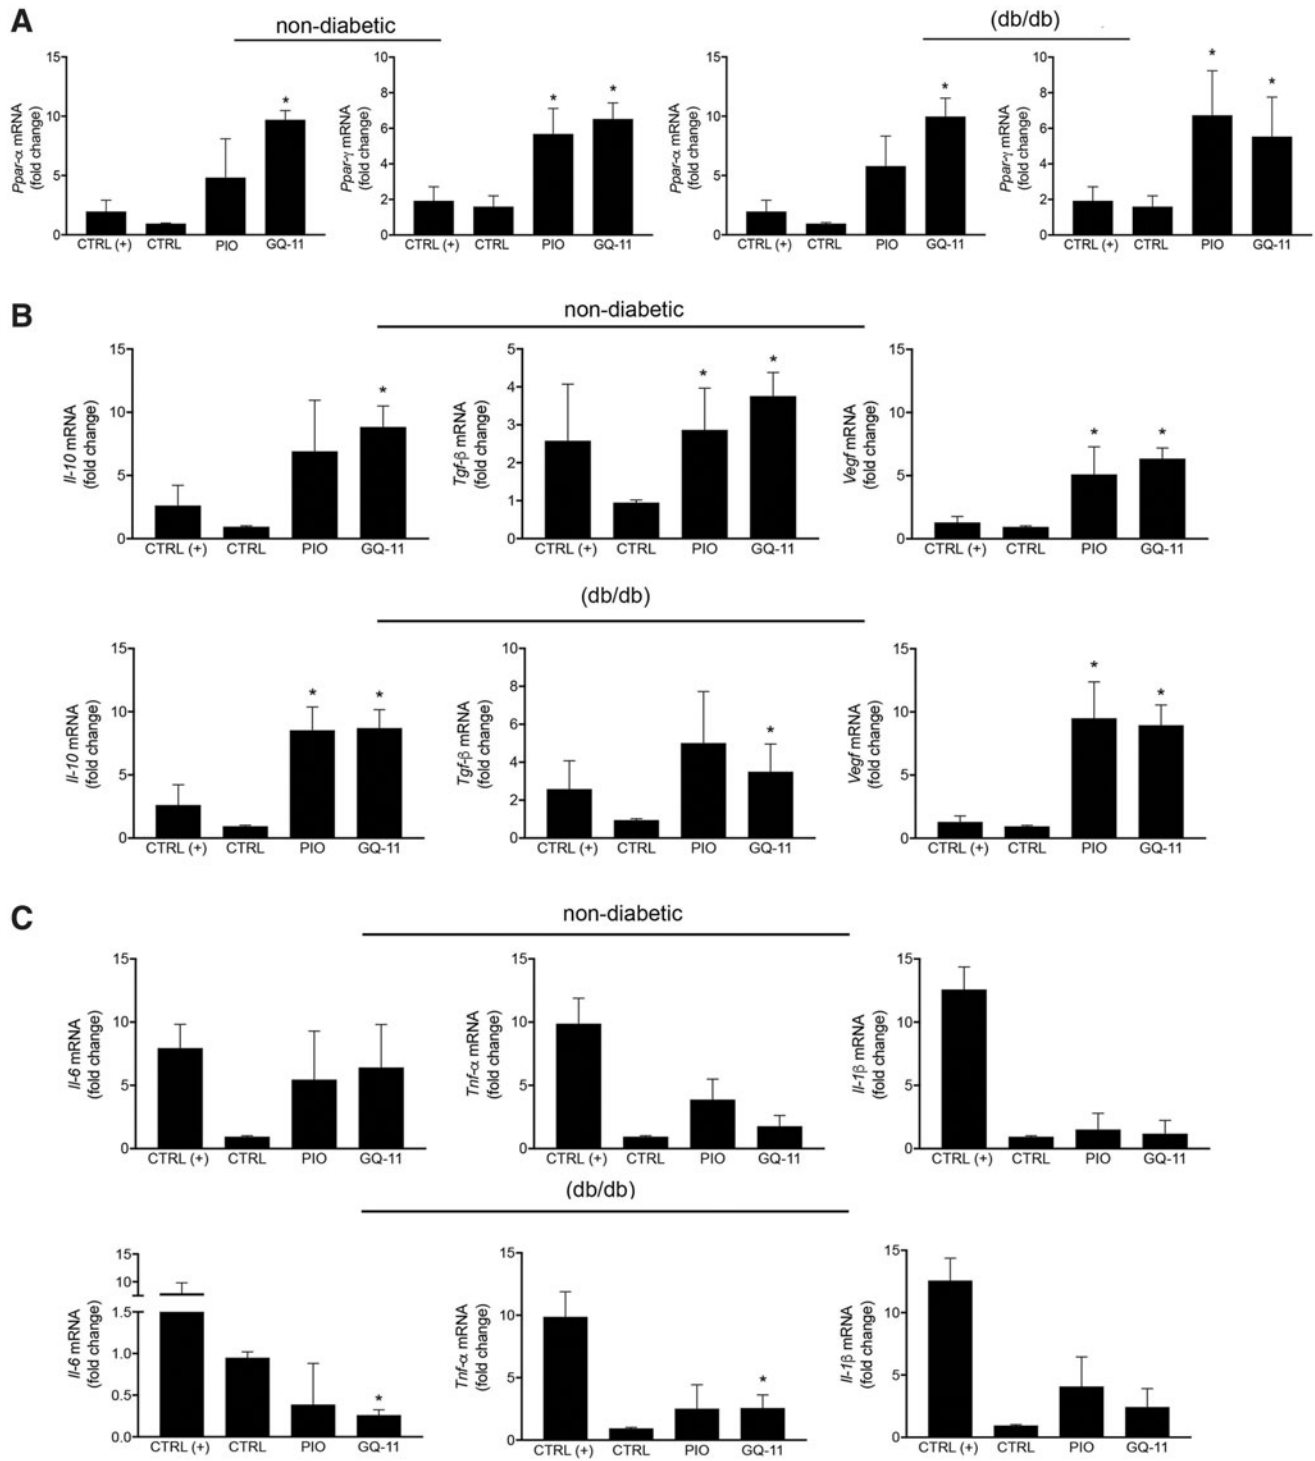 A
non-diabetic
(db/db)
Ppar-α mRNA
(fold change)
15
10
5
0
CTRL (+) CTRL PIO GQ-11
*
Ppar-γ mRNA
(fold change)
10
8
6
4
2
0
CTRL (+) CTRL PIO GQ-11
* *
Ppar-α mRNA
(fold change)
15
10
5
0
CTRL (+) CTRL PIO GQ-11
*
Ppar-γ mRNA
(fold change)
10
8
6
4
2
0
CTRL (+) CTRL PIO GQ-11
* *
B
non-diabetic
Il-10 mRNA
(fold change)
15
10
5
0
CTRL (+) CTRL PIO GQ-11
*
Tgf-β mRNA
(fold change)
5
4
3
2
1
0
CTRL (+) CTRL PIO GQ-11
* *
Vegf mRNA
(fold change)
15
10
5
0
CTRL (+) CTRL PIO GQ-11
* *
(db/db)
Il-10 mRNA
(fold change)
15
10
5
0
CTRL (+) CTRL PIO GQ-11
* *
Tgf-β mRNA
(fold change)
10
8
6
4
2
0
CTRL (+) CTRL PIO GQ-11
*
Vegf mRNA
(fold change)
15
10
5
0
CTRL (+) CTRL PIO GQ-11
* *
C
non-diabetic
Il-6 mRNA
(fold change)
15
10
5
0
CTRL (+) CTRL PIO GQ-11
Tnf-α mRNA
(fold change)
15
10
5
0
CTRL (+) CTRL PIO GQ-11
Il-1β mRNA
(fold change)
15
10
5
0
CTRL (+) CTRL PIO GQ-11
(db/db)
Il-6 mRNA
(fold change)
15
10
5
1.5
1.0
0.5
0.0
CTRL (+) CTRL PIO GQ-11
*
Tnf-α mRNA
(fold change)
15
10
5
0
CTRL (+) CTRL PIO GQ-11
*
Il-1β mRNA
(fold change)
15
10
5
0
CTRL (+) CTRL PIO GQ-11